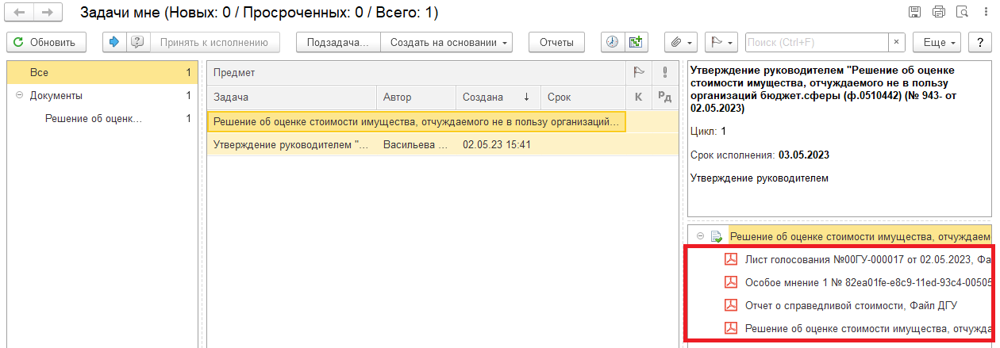 Задачи мне (Новых: 0 / Просроченных: 0 / Всего: 1)
Обновить
Принять к исполнению
Подзадача...
Создать на основании
Отчеты
Поиск (Ctrl+F)
×
Еще
?
Все 1
Документы 1
Решение об оценк... 1
Предмет
Задача Автор Создана ↓ Срок К Рд
Решение об оценке стоимости имущества, отчуждаемого не в пользу организаций...
Утверждение руководителем "... Васильева ... 02.05.23 15:41
Утверждение руководителем "Решение об оценке
стоимости имущества, отчуждаемого не в пользу
организаций бюджет.сферы (ф.0510442) (№ 943- от
02.05.2023)
Цикл: 1
Срок исполнения: 03.05.2023
Утверждение руководителем
Решение об оценке стоимости имущества, отчуждаем
Лист голосования №00ГУ-000017 от 02.05.2023, Фа
Особое мнение 1 № 82ea01fe-e8c9-11ed-93c4-00505
Отчет о справедливой стоимости, Файл ДГУ
Решение об оценке стоимости имущества, отчужда